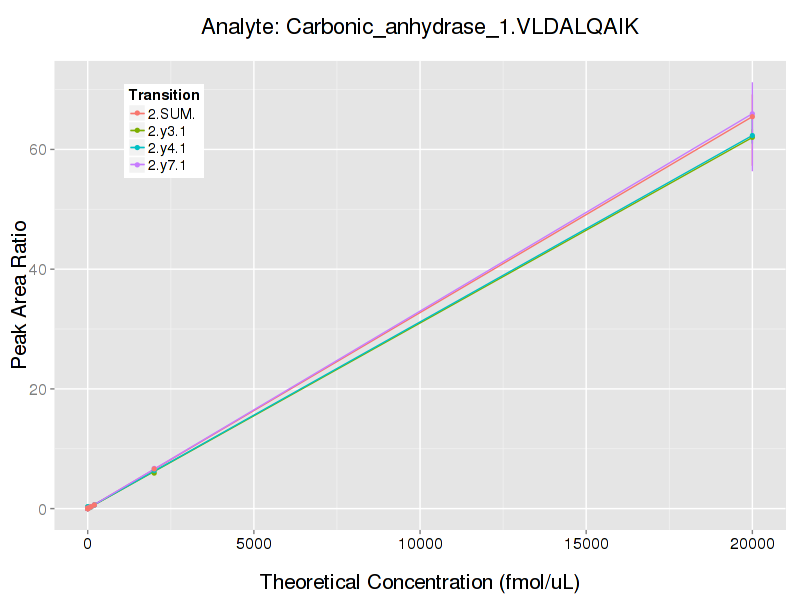 Analyte: Carbonic_anhydrase_1.VLDALQAIK
Transition
2.SUM.
2.y3.1
2.y4.1
2.y7.1
60
40
20
0
Peak Area Ratio
0 5000 10000 15000 20000
Theoretical Concentration (fmol/uL)